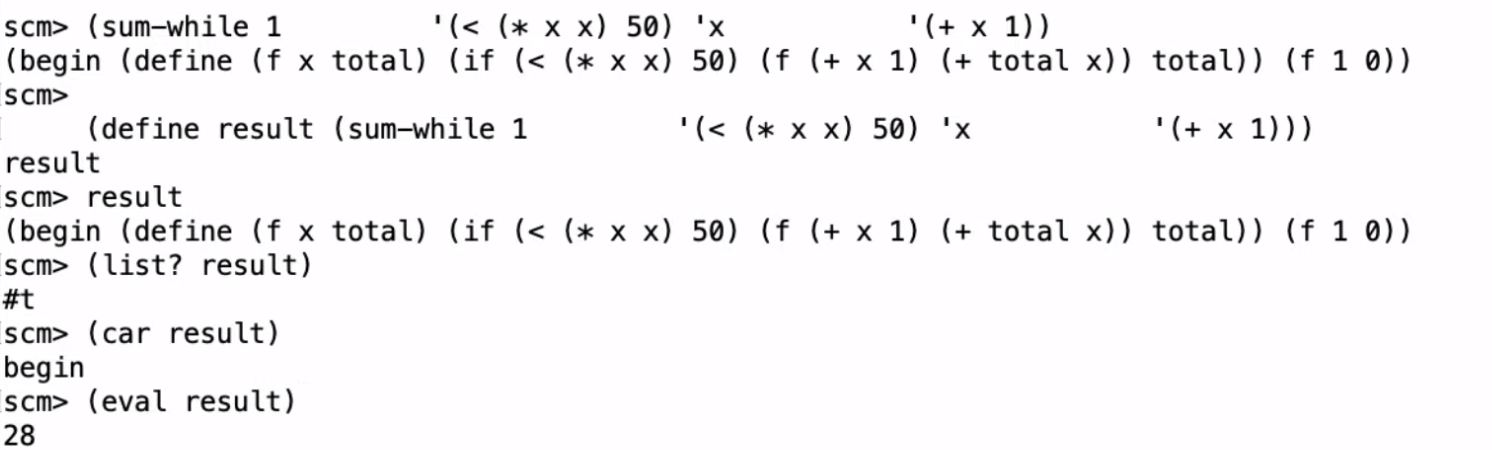 scm> (sum-while 1         '(< (* x x) 50) 'x           '(+ x 1))
(begin (define (f x total) (if (< (* x x) 50) (f (+ x 1) (+ total x)) total)) (f 1 0))
scm>
     (define result (sum-while 1         '(< (* x x) 50) 'x           '(+ x 1)))
result
scm> result
(begin (define (f x total) (if (< (* x x) 50) (f (+ x 1) (+ total x)) total)) (f 1 0))
scm> (list? result)
#t
scm> (car result)
begin
scm> (eval result)
28